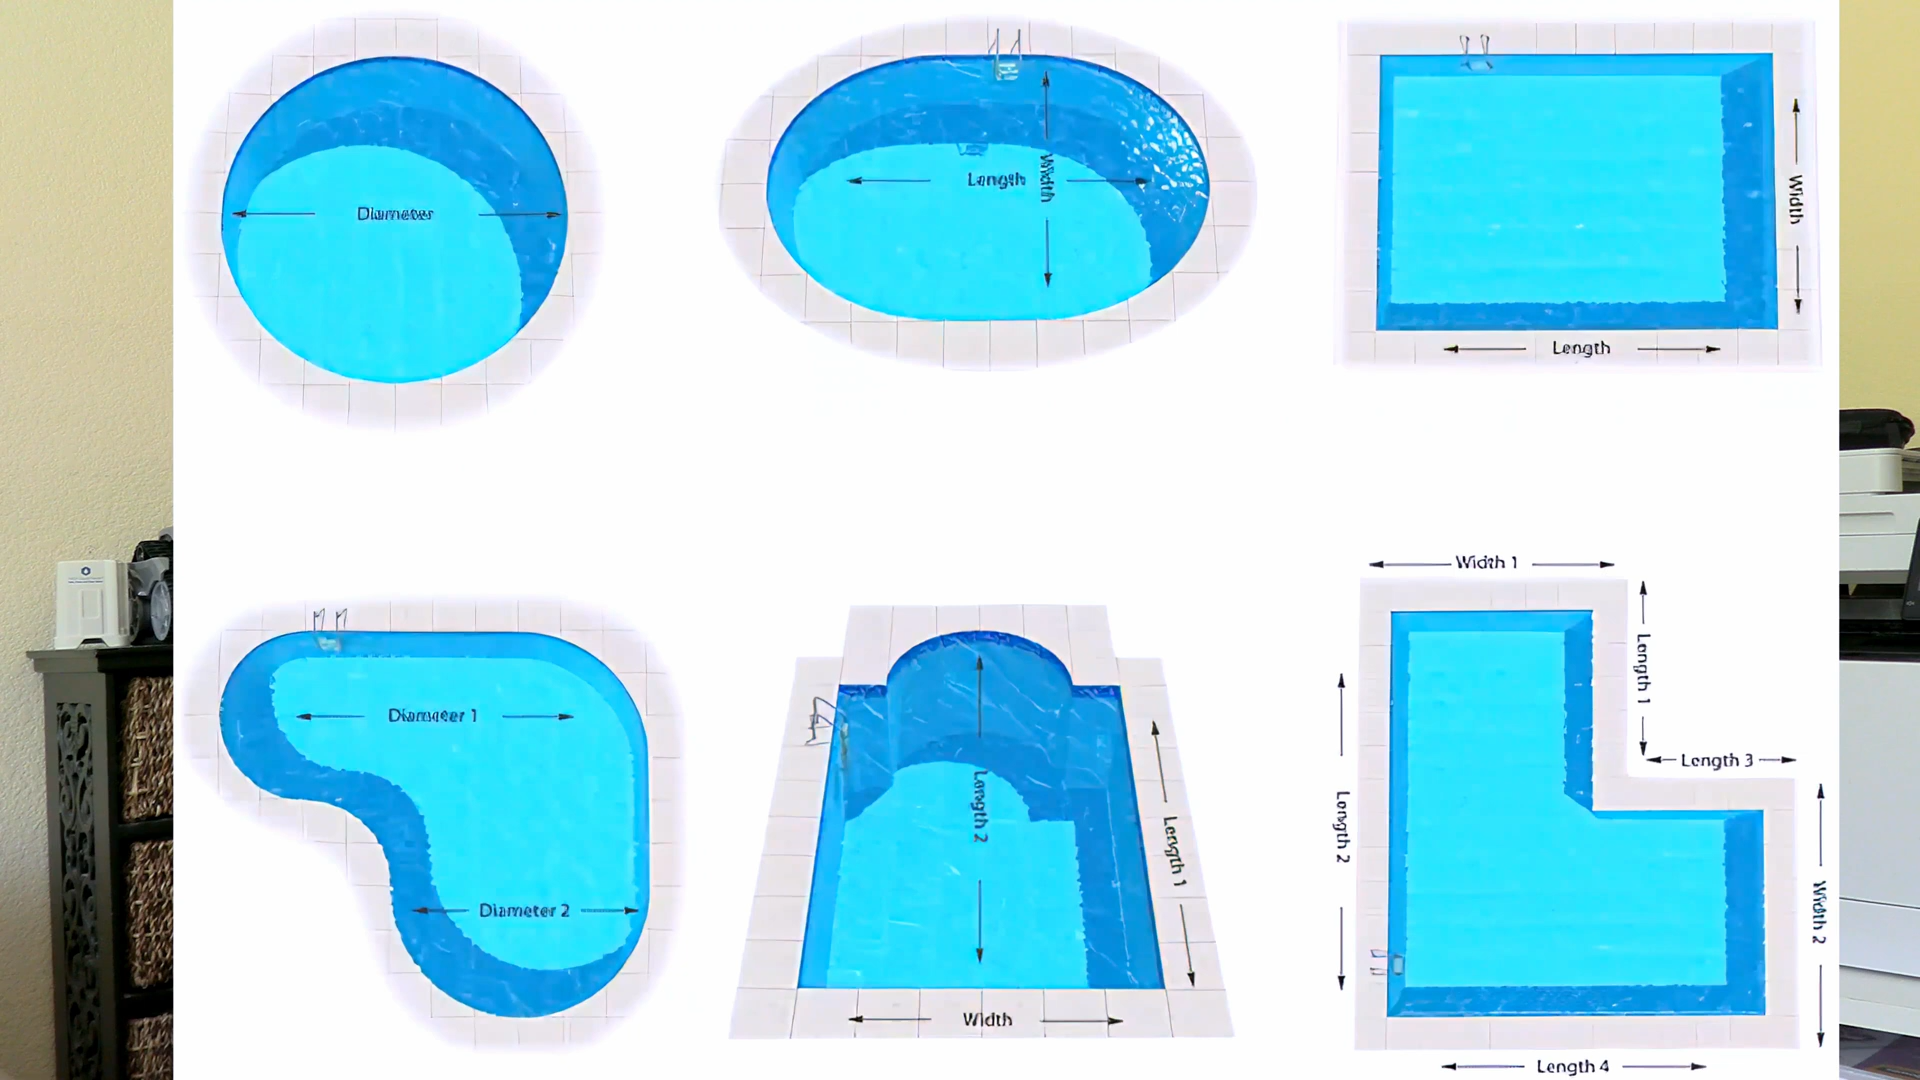 Diameter
Length
Width
Width
Length
Diameter 1
Diameter 2
Length 2
Length 1
Width
Width 1
Length 1
Length 3
Length 2
Width 2
Length 4